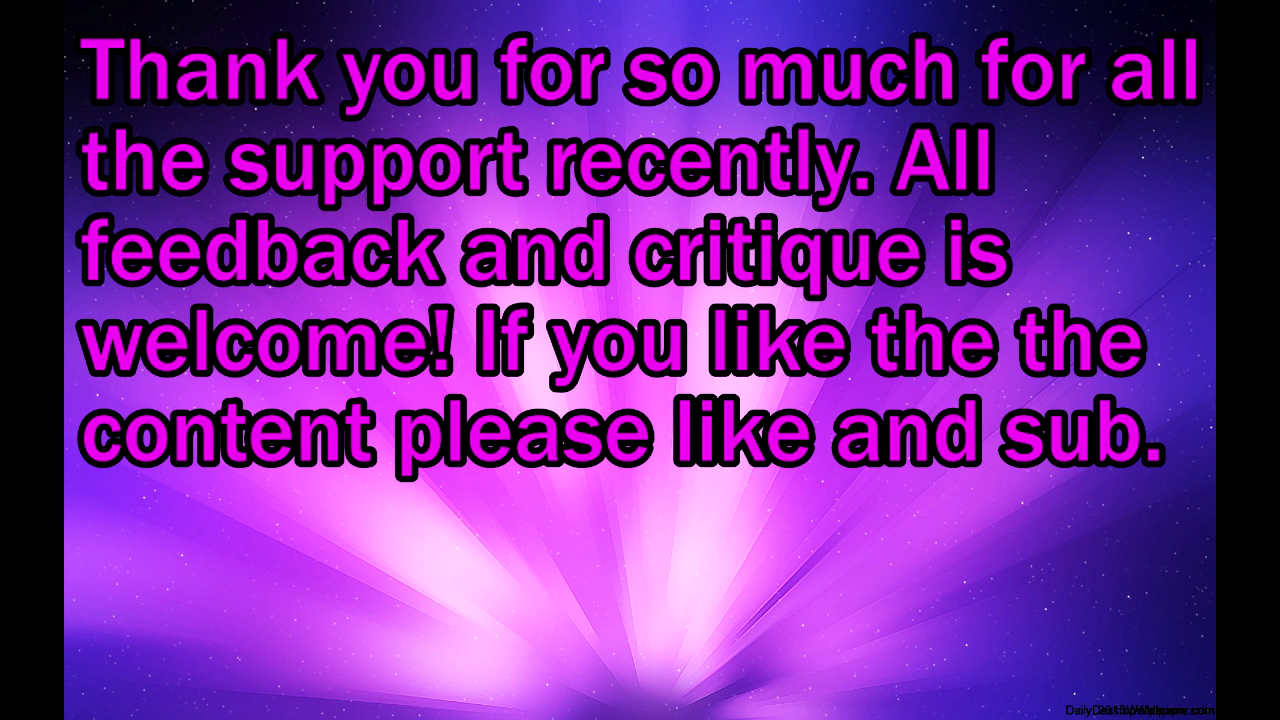 Thank you for so much for all
the support recently. All
feedback and critique is
welcome! If you like the the
content please like and sub.